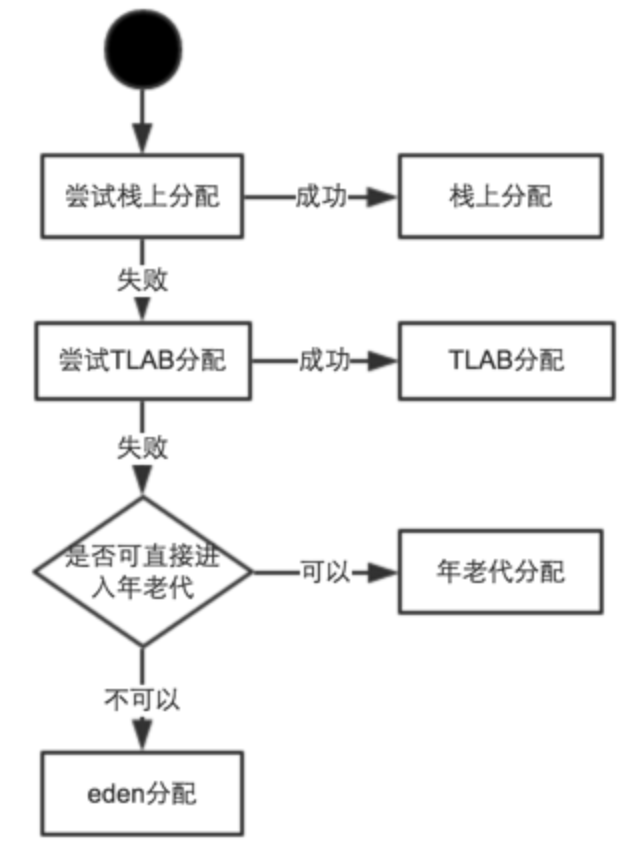 尝试栈上分配
成功
栈上分配
失败
尝试TLAB分配
成功
TLAB分配
失败
是否可直接进
入年老代
可以
年老代分配
不可以
eden分配